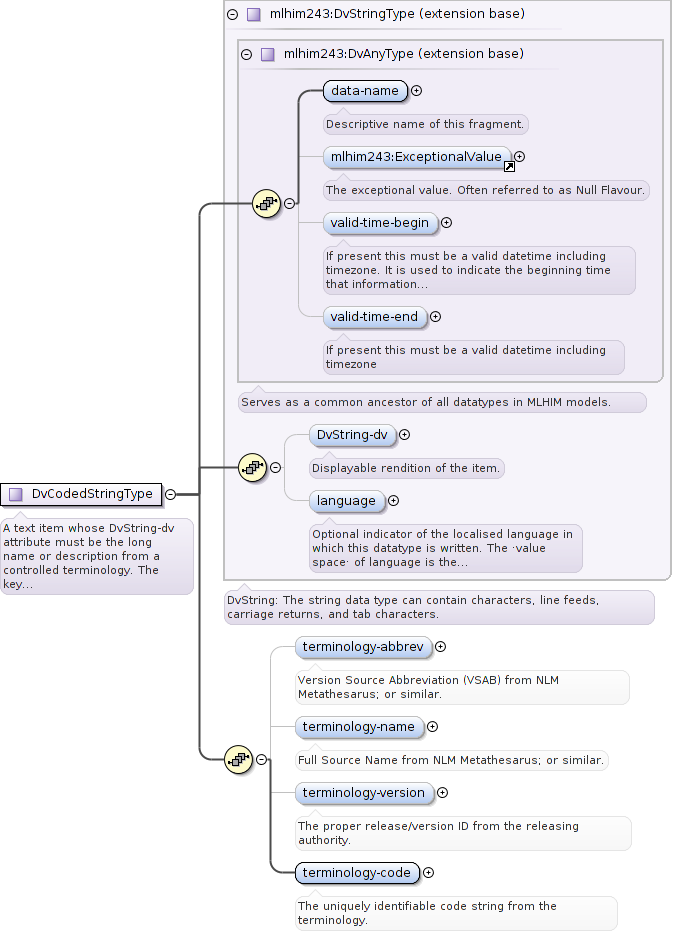 mlhim243:DvStringType (extension base)
mlhim243:DvAnyType (extension base)
data-name
Descriptive name of this fragment.
mlhim243:ExceptionalValue
The exceptional value. Often referred to as Null Flavour.
valid-time-begin
If present this must be a valid datetime including
timezone. It is used to indicate the beginning time
that information...
valid-time-end
If present this must be a valid datetime including
timezone
Serves as a common ancestor of all datatypes in MLHIM models.
DvString-dv
Displayable rendition of the item.
language
Optional indicator of the localised language in
which this datatype is written. The ·value
space· of language is the...
DvString: The string data type can contain characters, line feeds,
carriage returns, and tab characters.
DvCodedStringType
A text item whose DvString-dv
attribute must be the long
name or description from a
controlled terminology. The
key...
terminology-abbrev
Version Source Abbreviation (VSAB) from NLM
Metathesarus; or similar.
terminology-name
Full Source Name from NLM Metathesarus; or similar.
terminology-version
The proper release/version ID from the releasing
authority.
terminology-code
The uniquely identifiable code string from the
terminology.